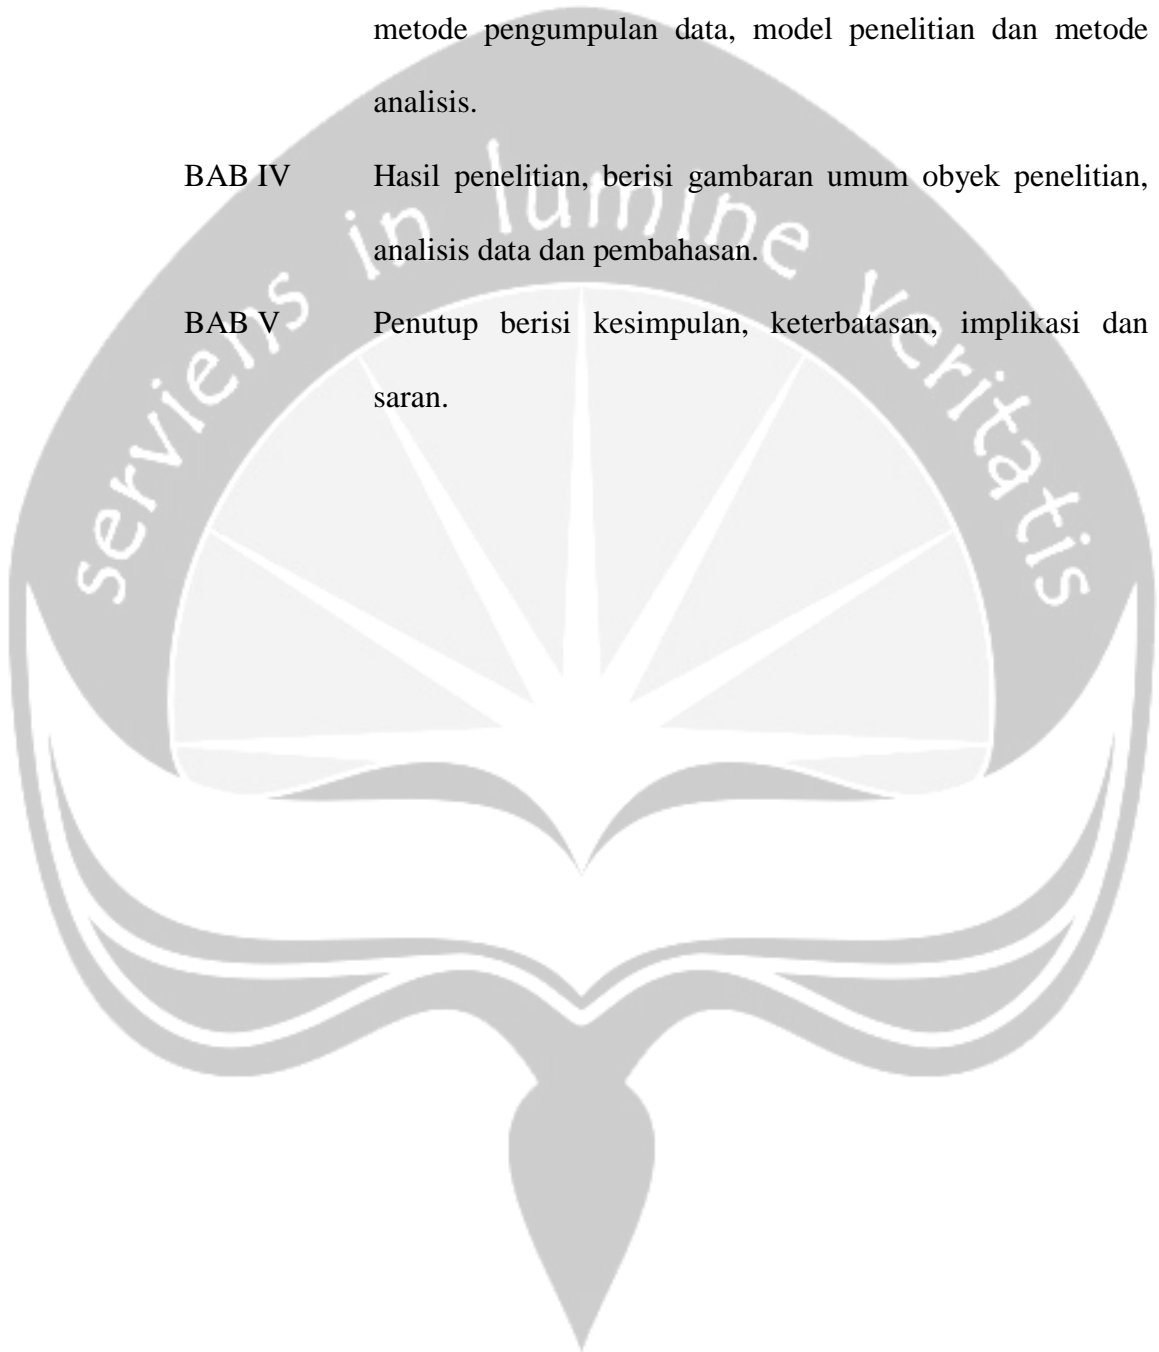 metode pengumpulan data, model penelitian dan metode
analisis.
BAB IV Hasil penelitian, berisi gambaran umum obyek penelitian,
analisis data dan pembahasan.
BAB V Penutup berisi kesimpulan, keterbatasan, implikasi dan
saran.
serviens in lumine veritatis